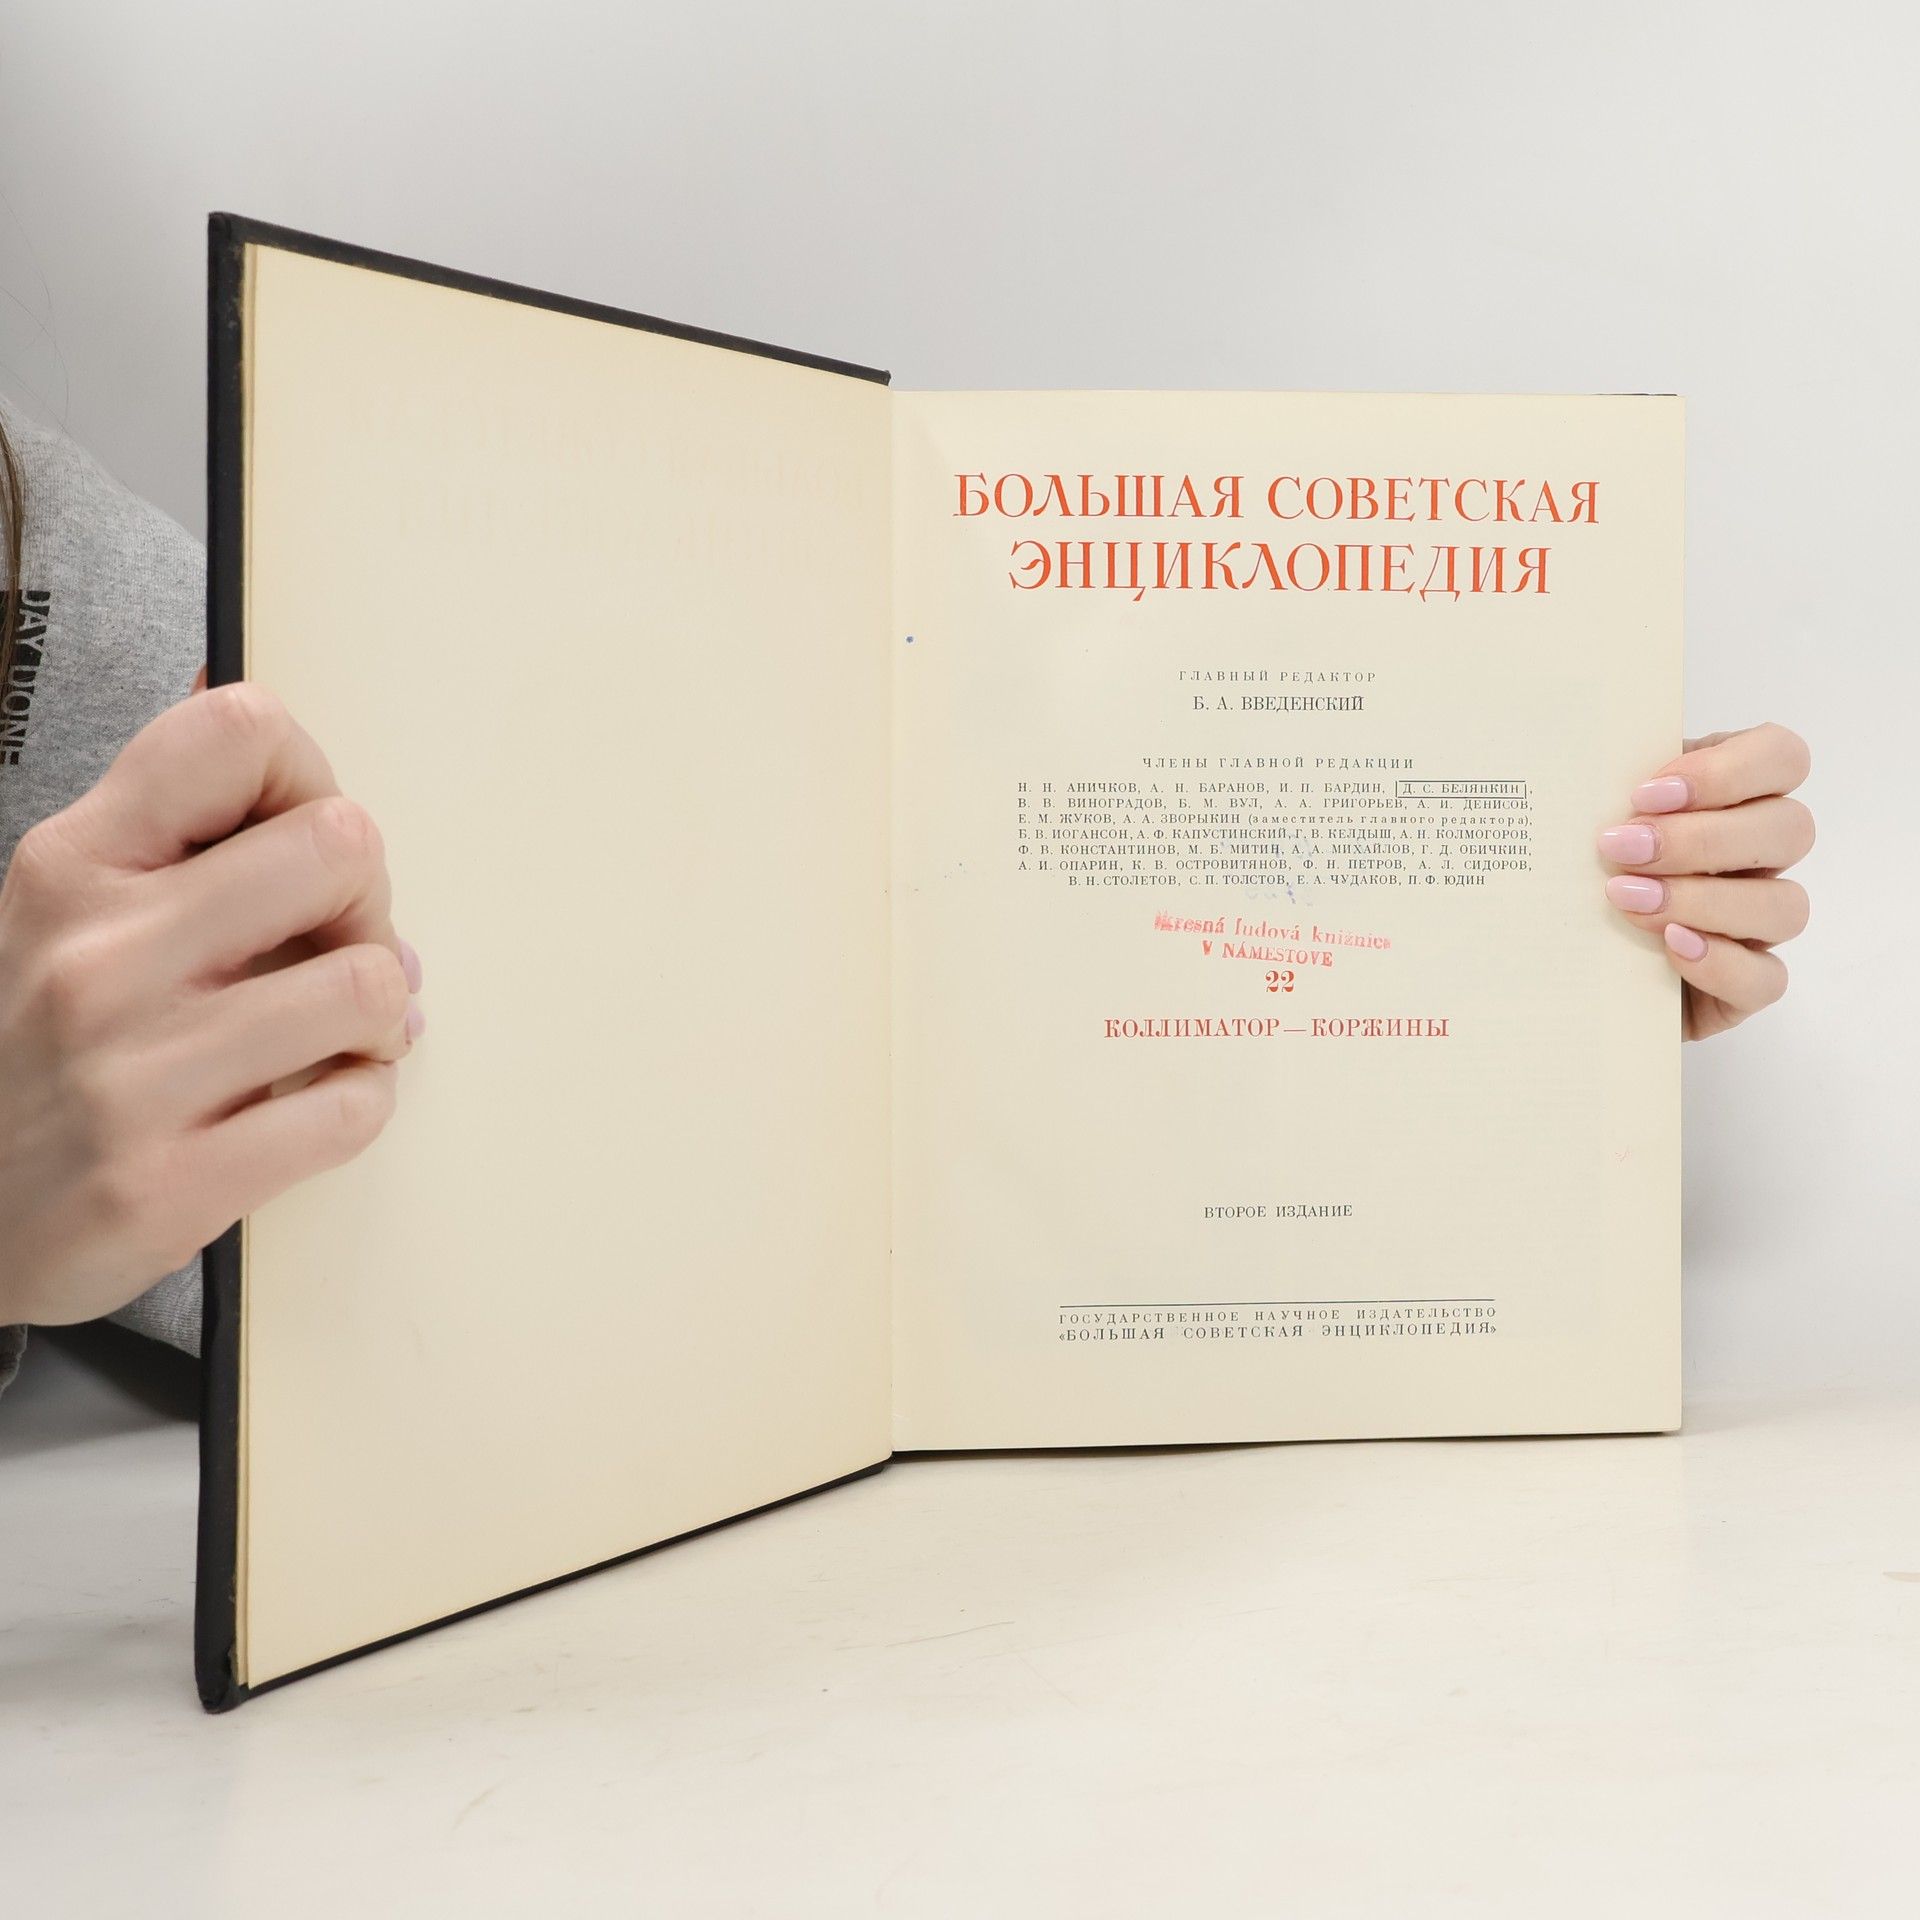 БОЛЬШАЯ СОВЕТСКАЯ
ЭНЦИКЛОПЕДИЯ
ГЛАВНЫЙ РЕДАКТОР
Б. А. ВВЕДЕНСКИЙ
ЧЛЕНЫ ГЛАВНОЙ РЕДАКЦИИ
Н. Н. АНИЧКОВ, А. Н. БАРАНОВ, И. П. БАРДИН, Д. С. БЕЛЯНКИН,
В. В. ВИНОГРАДОВ, Б. М. ВУЛ, А. А. ГРИГОРЬЕВ, А. И. ДЕНИСОВ,
Е. М. ЖУКОВ, А. А. ЗВОРЫКИН (заместитель главного редактора),
Б. В. ИОГАНСОН, А. Ф. КАПУСТИНСКИЙ, Г. В. КЕЛДЫШ, А. Н. КОЛМОГОРОВ,
Ф. В. КОНСТАНТИНОВ, М. Б. МИТИН, А. А. МИХАЙЛОВ, Г. Д. ОБИЧКИН,
А. И. ОПАРИН, К. В. ОСТРОВИТЯНОВ, Ф. Н. ПЕТРОВ, А. Л. СИДОРОВ,
В. Н. СТОЛЕТОВ, С. П. ТОЛСТОВ, Е. А. ЧУДАКОВ, П. Ф. ЮДИН
Okresná ľudová knižnica
V NÁMESTOVE
22
КОЛЛИМАТОР — КОРЖИНЫ
ВТОРОЕ ИЗДАНИЕ
ГОСУДАРСТВЕННОЕ НАУЧНОЕ ИЗДАТЕЛЬСТВО
«БОЛЬШАЯ СОВЕТСКАЯ ЭНЦИКЛОПЕДИЯ»